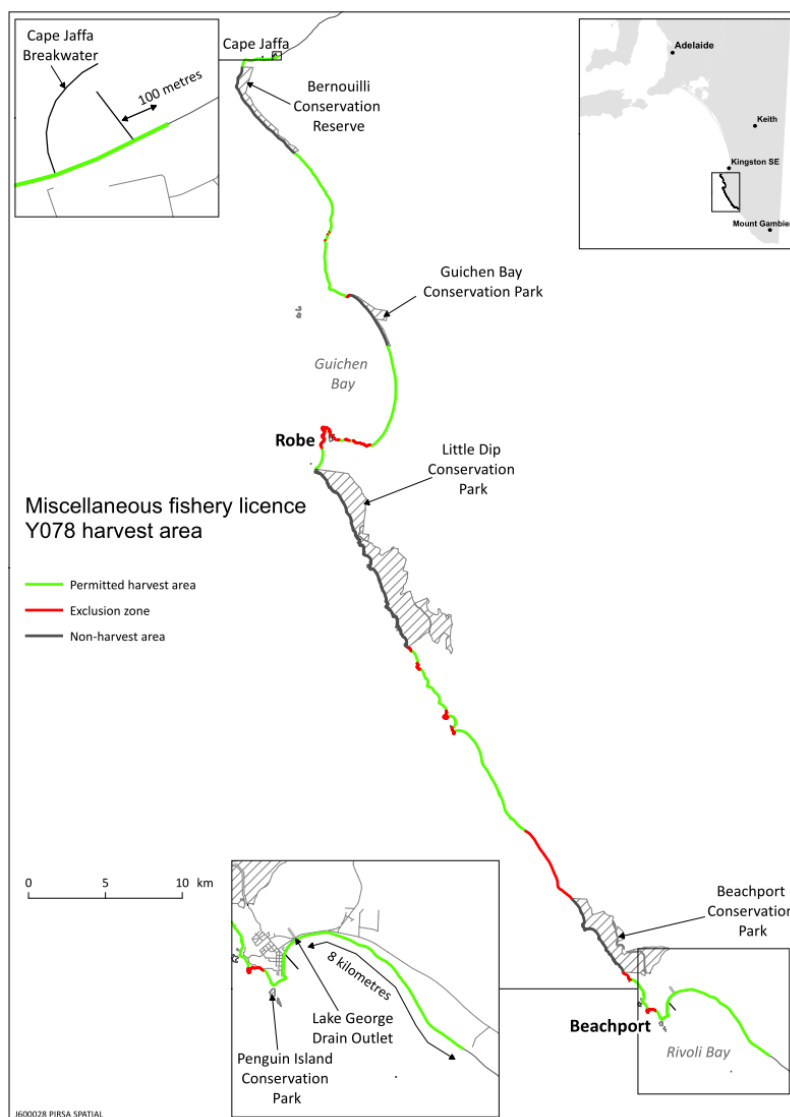 Cape Jaffa
Breakwater
100 metres
Cape Jaffa
Bernouilli
Conservation
Reserve
Adelaide
Keith
Kingston SE
Mount Gambier
Guichen Bay
Conservation Park
Guichen
Bay
Robe
Little Dip
Conservation
Park
Miscellaneous fishery licence
Y078 harvest area
Permitted harvest area
Exclusion zone
Non-harvest area
0 5 10 km
Beachport
Conservation
Park
8 kilometres
Lake George
Drain Outlet
Penguin Island
Conservation
Park
Beachport
Rivoli Bay
J600028 PIRSA SPATIAL